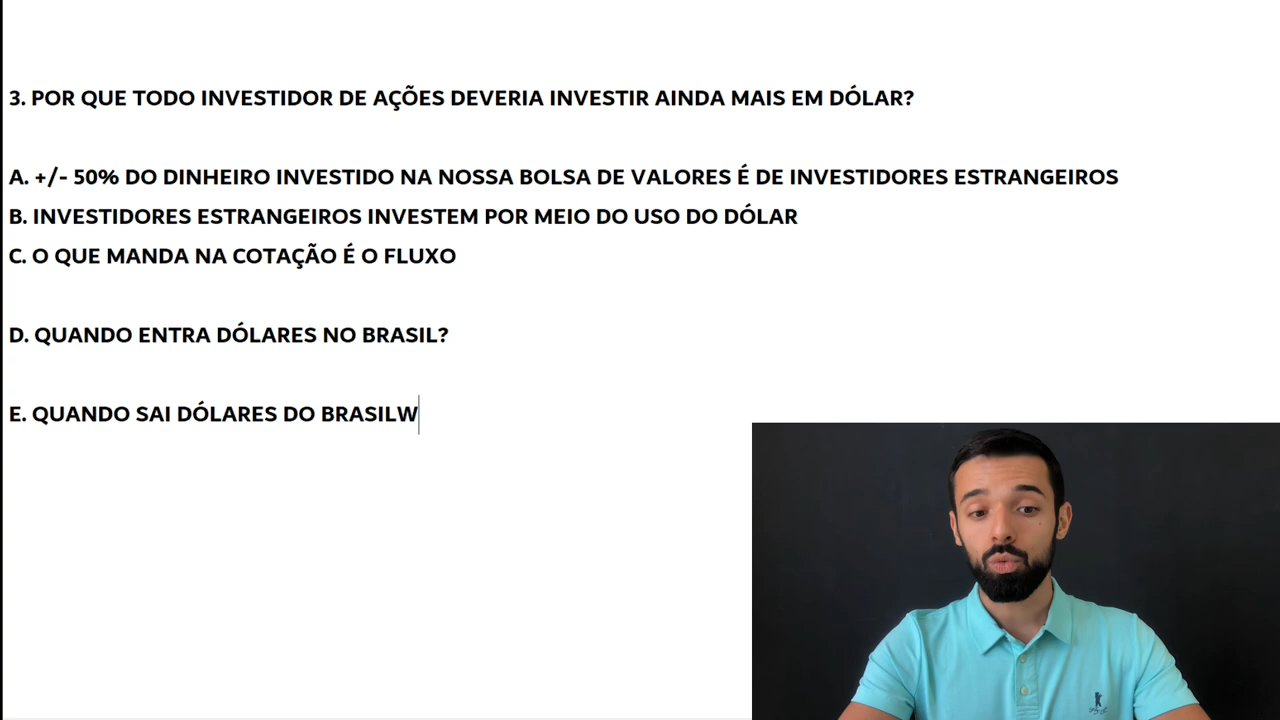 3. POR QUE TODO INVESTIDOR DE AÇÕES DEVERIA INVESTIR AINDA MAIS EM DÓLAR?
A. +/- 50% DO DINHEIRO INVESTIDO NA NOSSA BOLSA DE VALORES É DE INVESTIDORES ESTRANGEIROS
B. INVESTIDORES ESTRANGEIROS INVESTEM POR MEIO DO USO DO DÓLAR
C. O QUE MANDA NA COTAÇÃO É O FLUXO
D. QUANDO ENTRA DÓLARES NO BRASIL?
E. QUANDO SAI DÓLARES DO BRASILW